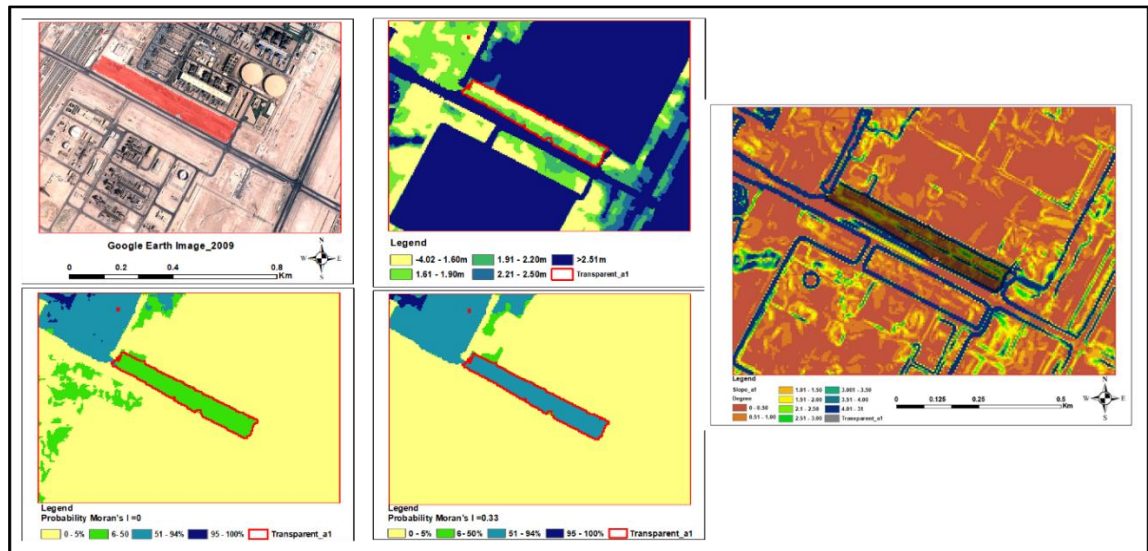 Google Earth Image_2009
N
W E
S
0 0.2 0.4 0.8
Km
Legend
-4.02 - 1.60m 1.91 - 2.20m >2.51m
1.61 - 1.90m 2.21 - 2.50m Transparent_a1
Legend
Probability Moran's I =0
0 - 5% 6-50 51 - 94% 95 - 100% Transparent_a1
Legend
Probability Moran's I =0.33
0 - 5% 6 - 50% 51 - 94% 95 - 100% Transparent_a1
Legend
Slope_a1
Degree
0 - 0.50
0.51 - 1.00
1.01 - 1.50
1.51 - 2.00
2.1 - 2.50
2.51 - 3.00
3.001 - 3.50
3.51 - 4.00
4.01 - 31
Transparent_a1
N
W E
S
0 0.125 0.25 0.5
Km